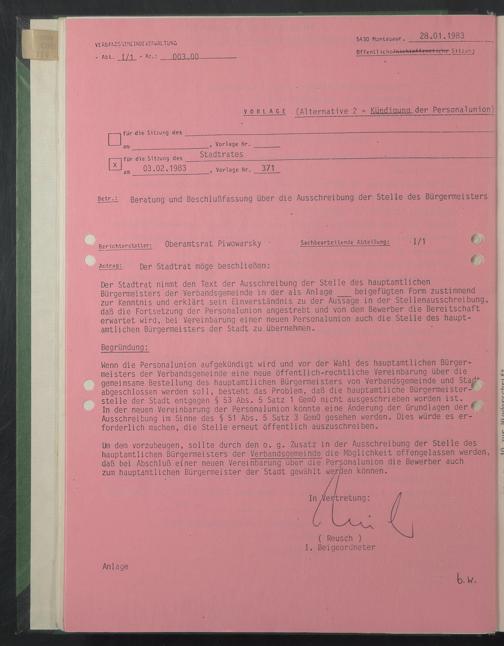 VERBANDSGEMEINDEVERWALTUNG
5430 Montabaur, 28.01.1983
- Abt. I/1 - Az.: 003.00
Öffentliche/nichtöffentliche Sitzung
VORLAGE (Alternative 2 - Kündigung der Personalunion)
für die Sitzung des
am , Vorlage Nr.
x für die Sitzung des Stadtrates
am 03.02.1983 , Vorlage Nr. 371
Betr.: Beratung und Beschlußfassung über die Ausschreibung der Stelle des Bürgermeisters
Berichterstatter: Oberamtsrat Piwowarsky Sachbearbeitende Abteilung: I/1
Antrag: Der Stadtrat möge beschließen:
Der Stadtrat nimmt den Text der Ausschreibung der Stelle des hauptamtlichen
Bürgermeisters der Verbandsgemeinde in der als Anlage beigefügten Form zustimmend
zur Kenntnis und erklärt sein Einverständnis zu der Aussage in der Stellenausschreibung,
daß die Fortsetzung der Personalunion angestrebt und von dem Bewerber die Bereitschaft
erwartet wird, bei Vereinbarung einer neuen Personalunion auch die Stelle des haupt-
amtlichen Bürgermeisters der Stadt zu übernehmen.
Begründung:
Wenn die Personalunion aufgekündigt wird und vor der Wahl des hauptamtlichen Bürger-
meisters der Verbandsgemeinde eine neue öffentlich-rechtliche Vereinbarung über die
gemeinsame Bestellung des hauptamtlichen Bürgermeisters von Verbandsgemeinde und Stadt
abgeschlossen werden soll, besteht das Problem, daß die hauptamtliche Bürgermeister-
stelle der Stadt entgegen § 53 Abs. 5 Satz 1 GemO nicht ausgeschrieben worden ist.
In der neuen Vereinbarung der Personalunion könnte eine Änderung der Grundlagen der
Ausschreibung im Sinne des § 51 Abs. 5 Satz 3 GemO gesehen werden. Dies würde es er-
forderlich machen, die Stelle erneut öffentlich auszuschreiben.
Um dem vorzubeugen, sollte durch den o. g. Zusatz in der Ausschreibung der Stelle des
hauptamtlichen Bürgermeisters der Verbandsgemeinde die Möglichkeit offengelassen werden,
daß bei Abschluß einer neuen Vereinbarung über die Personalunion die Bewerber auch
zum hauptamtlichen Bürgermeister der Stadt gewählt werden können.
In Vertretung:
( Reusch )
1. Beigeordneter
Anlage
b.w.